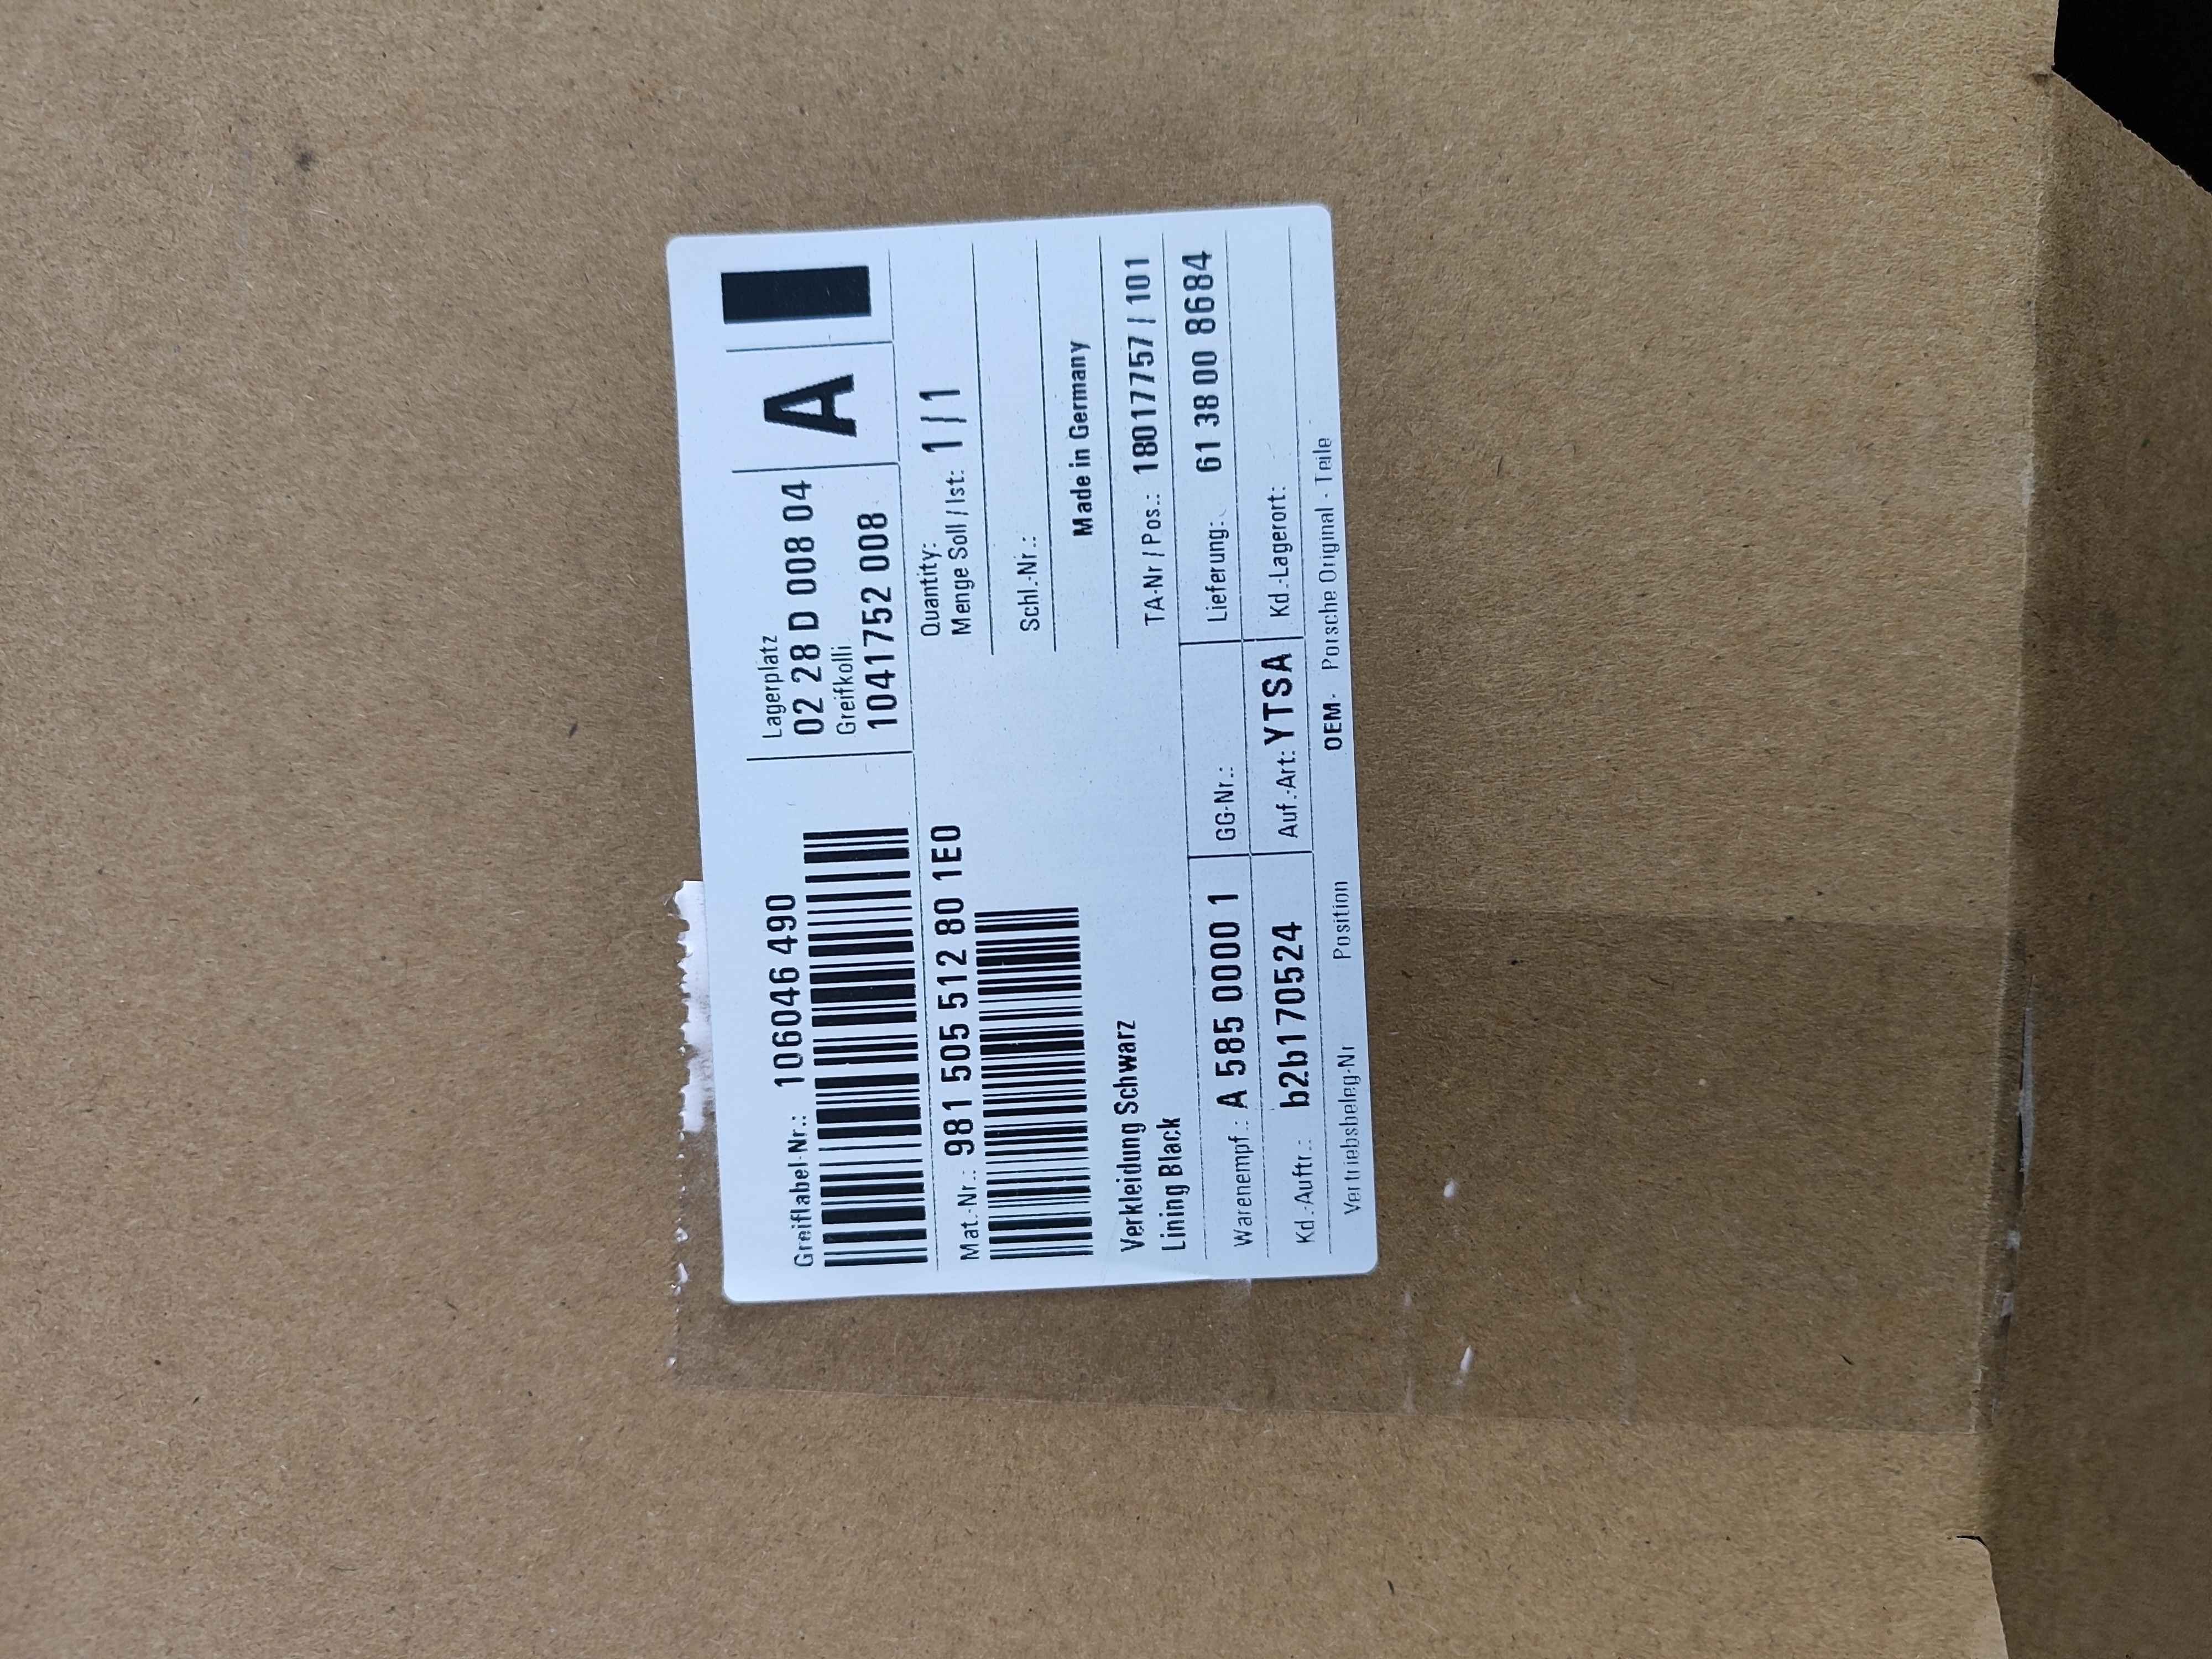 Greiflabel-Nr.: 106046 490
Lagerplatz
02 28 D 008 04
Greifkolli
1041752 008
A
Mat.-Nr.: 981 505 512 80 1E0
Quantity:
Menge Soll / Ist: 1 / 1
Schl.-Nr.:
Made in Germany
Verkleidung Schwarz
Lining Black
TA-Nr / Pos.: 18017757 / 101
Warenempf.: A 585 0000 1
GG-Nr.:
Lieferung: 61 38 00 8684
Kd.-Auftr.: b2b170524
Auf.-Art: YTSA
Kd.-Lagerort:
Vertriebsbeleg-Nr Position OEM - Porsche Original - Teile